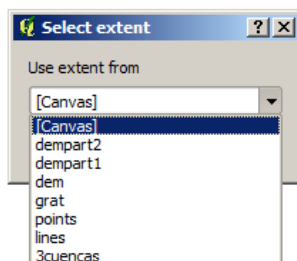 Select extent
Use extent from
[Canvas]
[Canvas]
dempart2
dempart1
dem
grat
points
lines
3cuencas